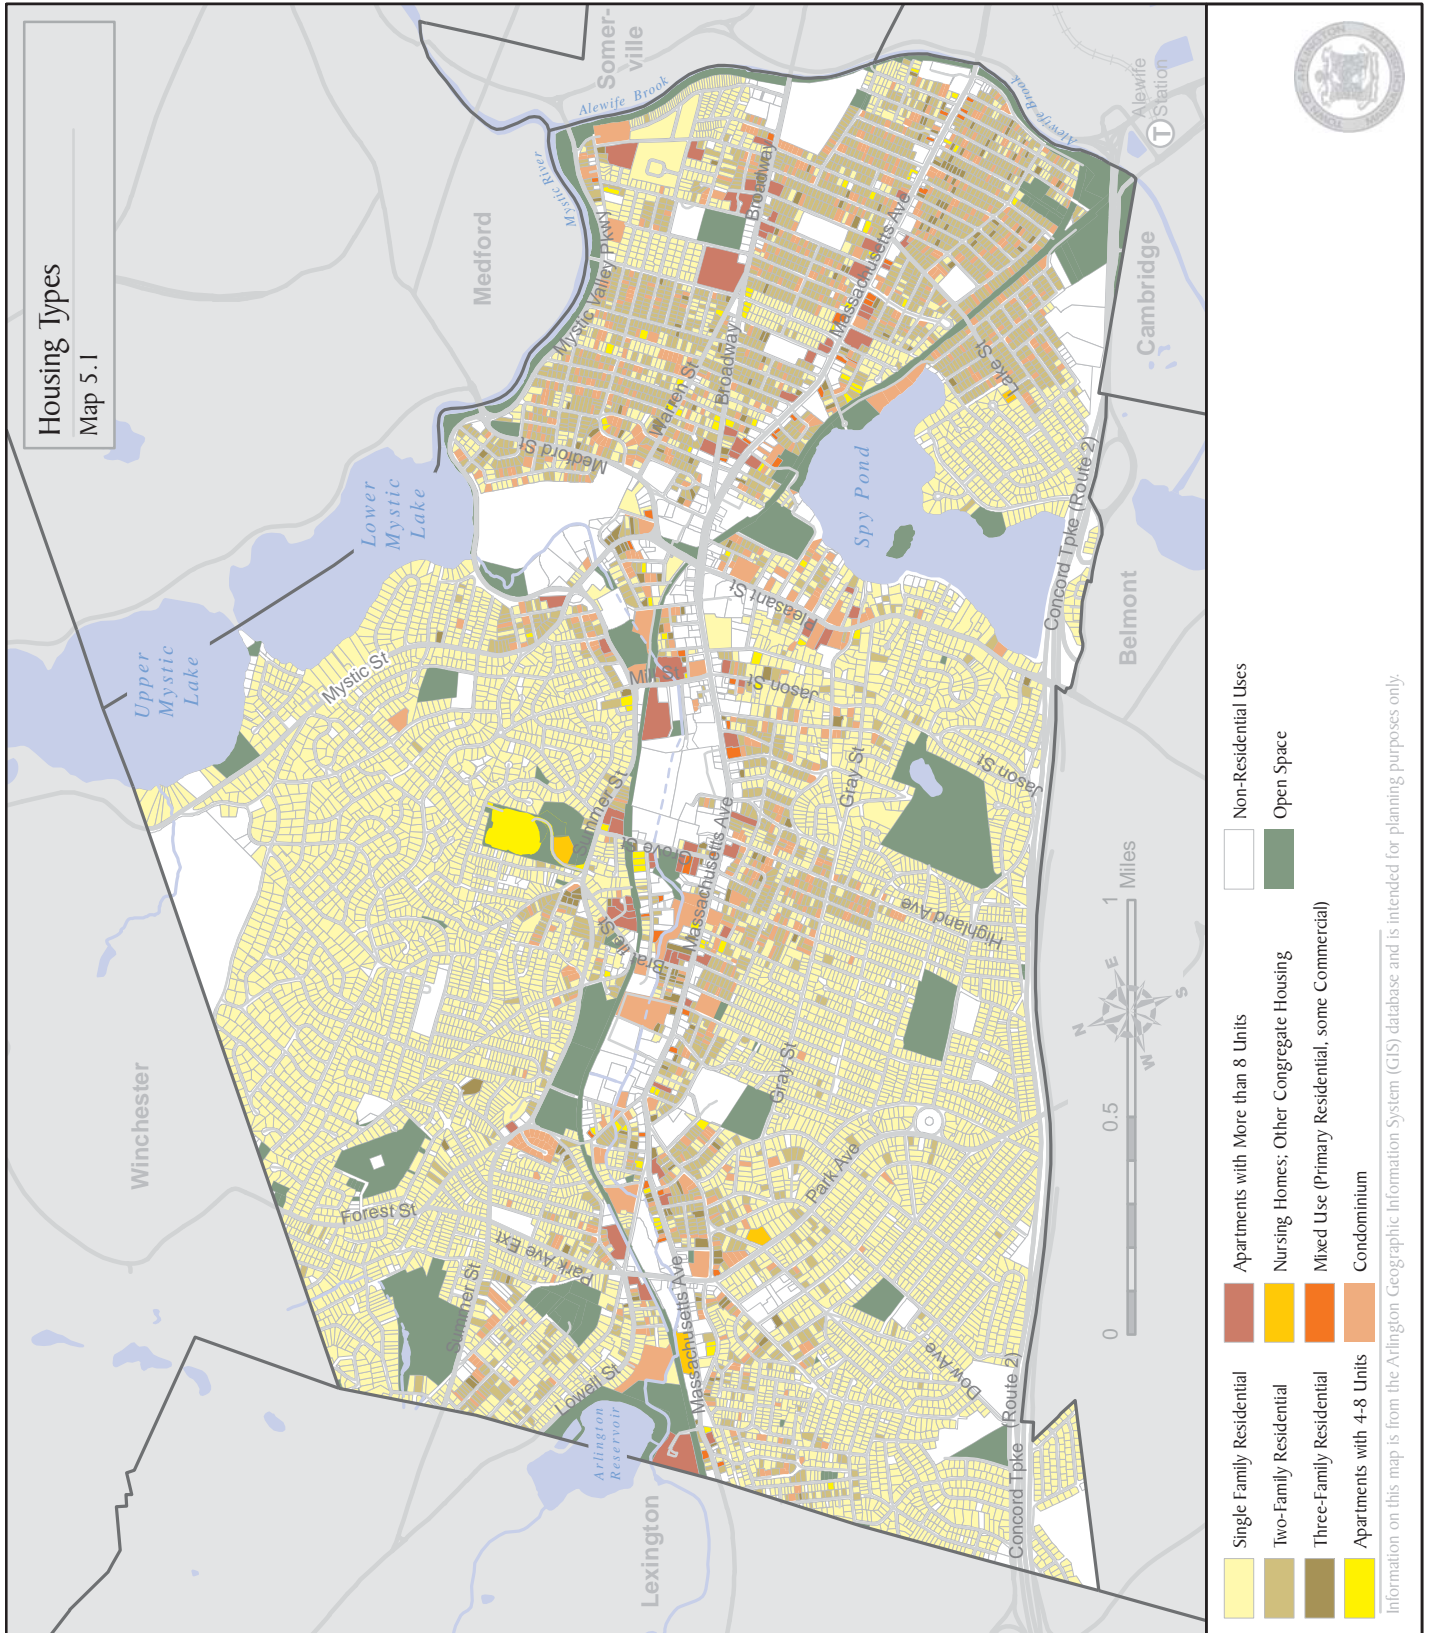 Housing Types
Map 5.1
Somer-
ville
Alewife Brook
Mystic River
Medford
Mystic Valley Pkwy
Broadway
Massachusetts Ave
Alewife Brook
Alewife
Station
T
Cambridge
Lake St
Warren St
Broadway
Medford St
Lower
Mystic
Lake
Spy Pond
Concord Tpke (Route 2)
Belmont
Pleasant St
Upper
Mystic
Lake
Mystic St
Mill St
Jason St
Jason St
Gray St
Summer St
Grove St
Massachusetts Ave
Highland Ave
Winchester
Gray St
Park Ave
Forest St
Park Ave Ext
Summer St
Massachusetts Ave
Lowell St
Dow Ave
Arlington
Reservoir
Lexington
Concord Tpke (Route 2)
N
E
S
W
0 0.5 1 Miles
Single Family Residential
Two-Family Residential
Three-Family Residential
Apartments with 4-8 Units
Apartments with More than 8 Units
Nursing Homes; Other Congregate Housing
Mixed Use (Primary Residential, some Commercial)
Condominium
Non-Residential Uses
Open Space
Information on this map is from the Arlington Geographic Information System (GIS) database and is intended for planning purposes only.
TOWN OF ARLINGTON